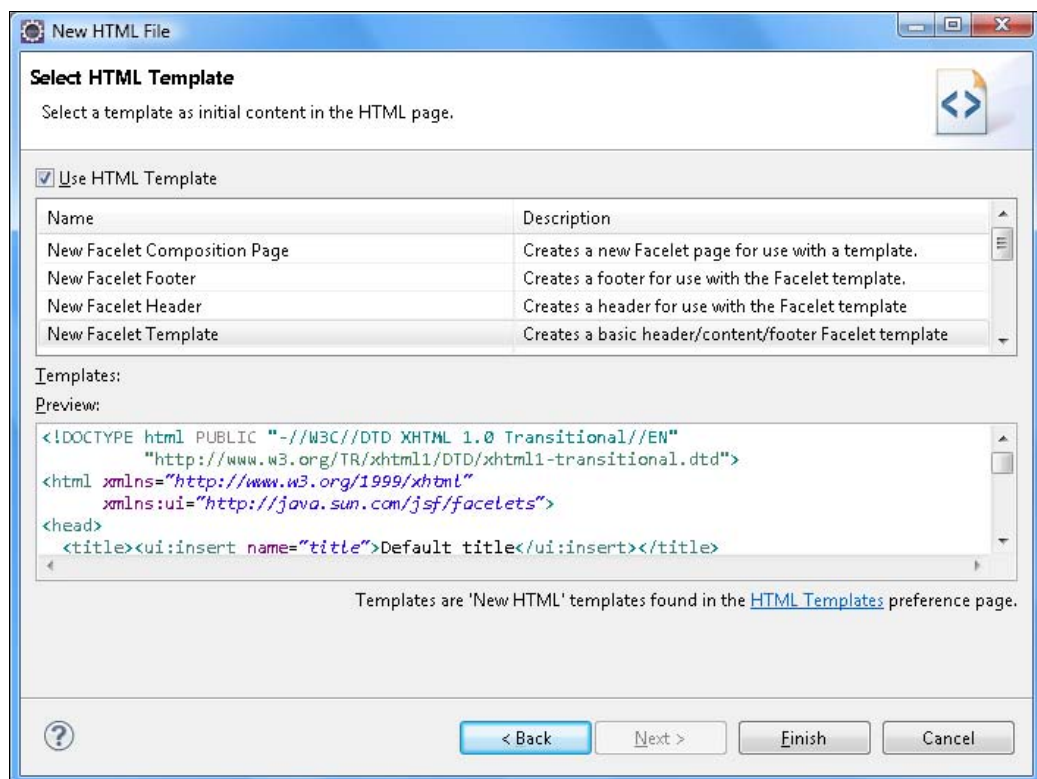 New HTML File
Select HTML Template
Select a template as initial content in the HTML page.
Use HTML Template
Name Description
New Facelet Composition Page Creates a new Facelet page for use with a template.
New Facelet Footer Creates a footer for use with the Facelet template.
New Facelet Header Creates a header for use with the Facelet template
New Facelet Template Creates a basic header/content/footer Facelet template
Templates:
Preview:
<!DOCTYPE html PUBLIC "-//W3C//DTD XHTML 1.0 Transitional//EN"
"http://www.w3.org/TR/xhtml1/DTD/xhtml1-transitional.dtd">
<html xmlns="http://www.w3.org/1999/xhtml"
xmlns:ui="http://java.sun.com/jsf/facelets">
<head>
<title><ui:insert name="title">Default title</ui:insert></title>
Templates are 'New HTML' templates found in the HTML Templates preference page.
? < Back Next > Finish Cancel